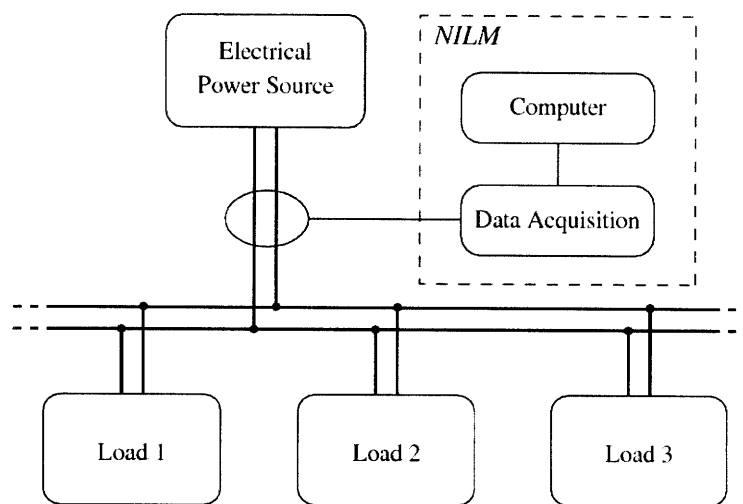 Electrical
Power Source
NILM
Computer
Data Acquisition
Load 1
Load 2
Load 3